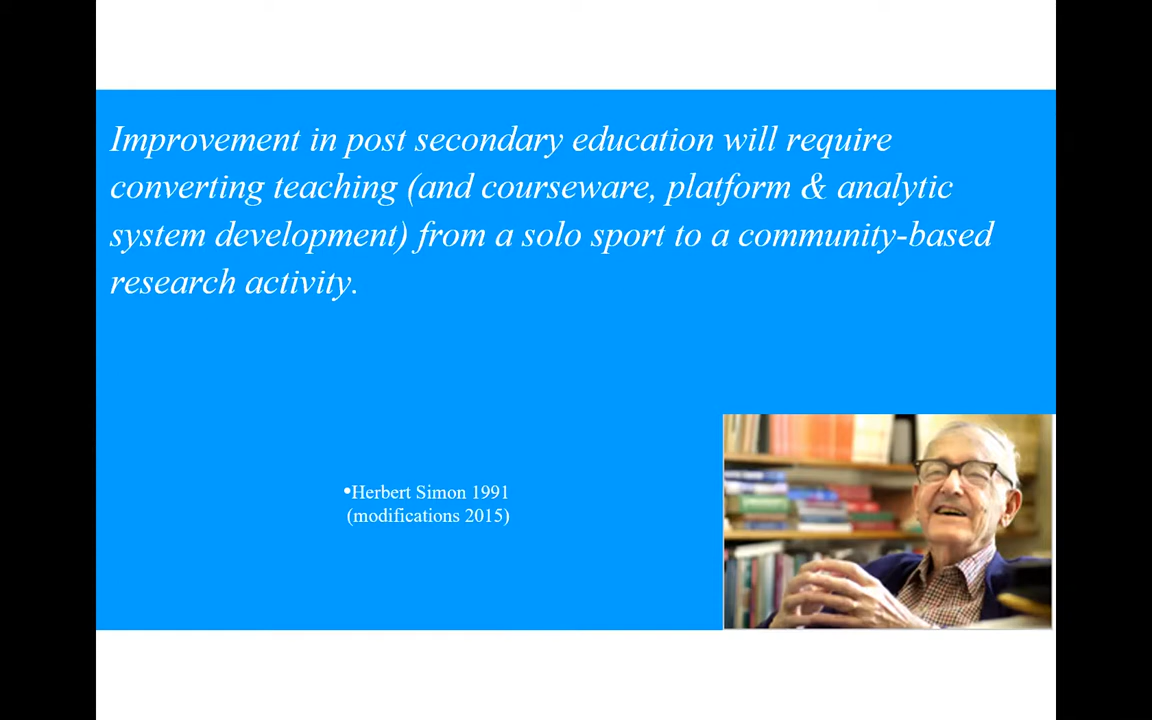 Improvement in post secondary education will require
converting teaching (and courseware, platform & analytic
system development) from a solo sport to a community-based
research activity.
•Herbert Simon 1991
(modifications 2015)